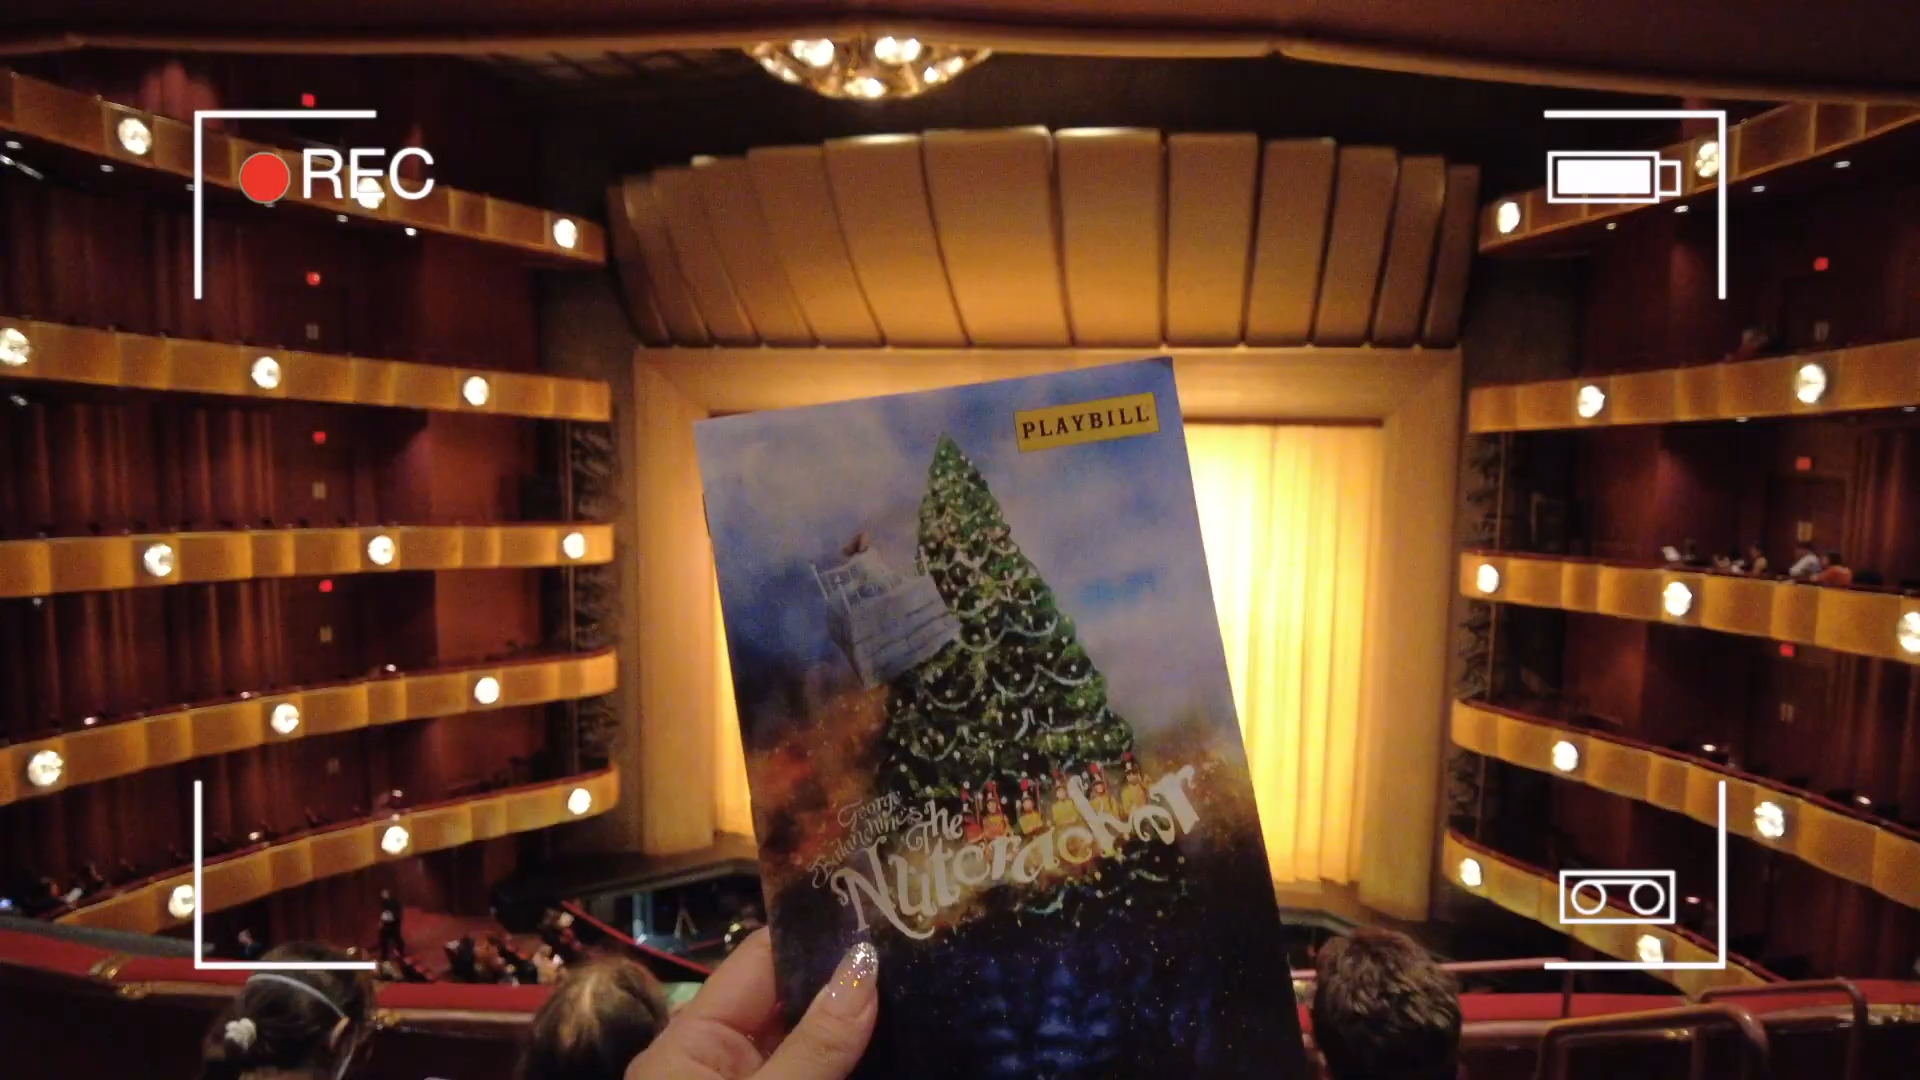 REC
PLAYBILL
George
Balanchine's
The
Nutcracker